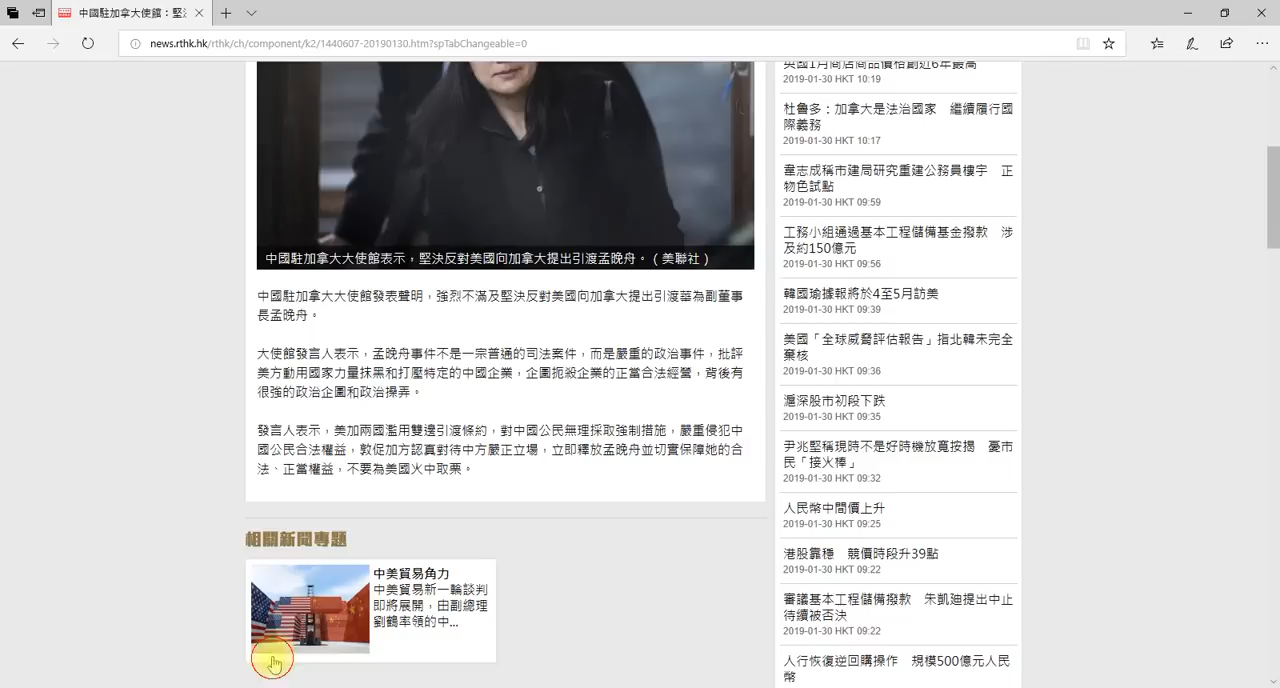 中國駐加拿大使館：堅
news.rthk.hk/rthk/ch/component/k2/1440607-20190130.htm?spTabChangeable=0
中國駐加拿大大使館表示，堅決反對美國向加拿大提出引渡孟晚舟。( 美聯社 )
中國駐加拿大大使館發表聲明，強烈不滿及堅決反對美國向加拿大提出引渡華為副董事
長孟晚舟。
大使館發言人表示，孟晚舟事件不是一宗普通的司法案件，而是嚴重的政治事件，批評
美方動用國家力量抹黑和打壓特定的中國企業，企圖扼殺企業的正當合法經營，背後有
很強的政治企圖和政治操弄。
發言人表示，美加兩國濫用雙邊引渡條約，對中國公民無理採取強制措施，嚴重侵犯中
國公民合法權益，敦促加方認真對待中方嚴正立場，立即釋放孟晚舟並切實保障她的合
法、正當權益，不要為美國火中取栗。
相關新聞專題
中美貿易角力
中美貿易新一輪談判
即將展開，由副總理
劉鶴率領的中...
英國1月商店商品價格創近6年最高
2019-01-30 HKT 10:19
杜魯多：加拿大是法治國家　繼續履行國
際義務
2019-01-30 HKT 10:17
韋志成稱市建局研究重建公務員樓宇　正
物色試點
2019-01-30 HKT 09:59
工務小組通過基本工程儲備基金撥款　涉
及約150億元
2019-01-30 HKT 09:56
韓國瑜據報將於4至5月訪美
2019-01-30 HKT 09:39
美國「全球威脅評估報告」指北韓未完全
棄核
2019-01-30 HKT 09:36
滬深股市初段下跌
2019-01-30 HKT 09:35
尹兆堅稱現時不是好時機放寬按揭　憂市
民「接火棒」
2019-01-30 HKT 09:32
人民幣中間價上升
2019-01-30 HKT 09:25
港股靠穩　競價時段升39點
2019-01-30 HKT 09:22
審議基本工程儲備撥款　朱凱廸提出中止
待續被否決
2019-01-30 HKT 09:22
人行恢復逆回購操作　規模500億元人民
幣